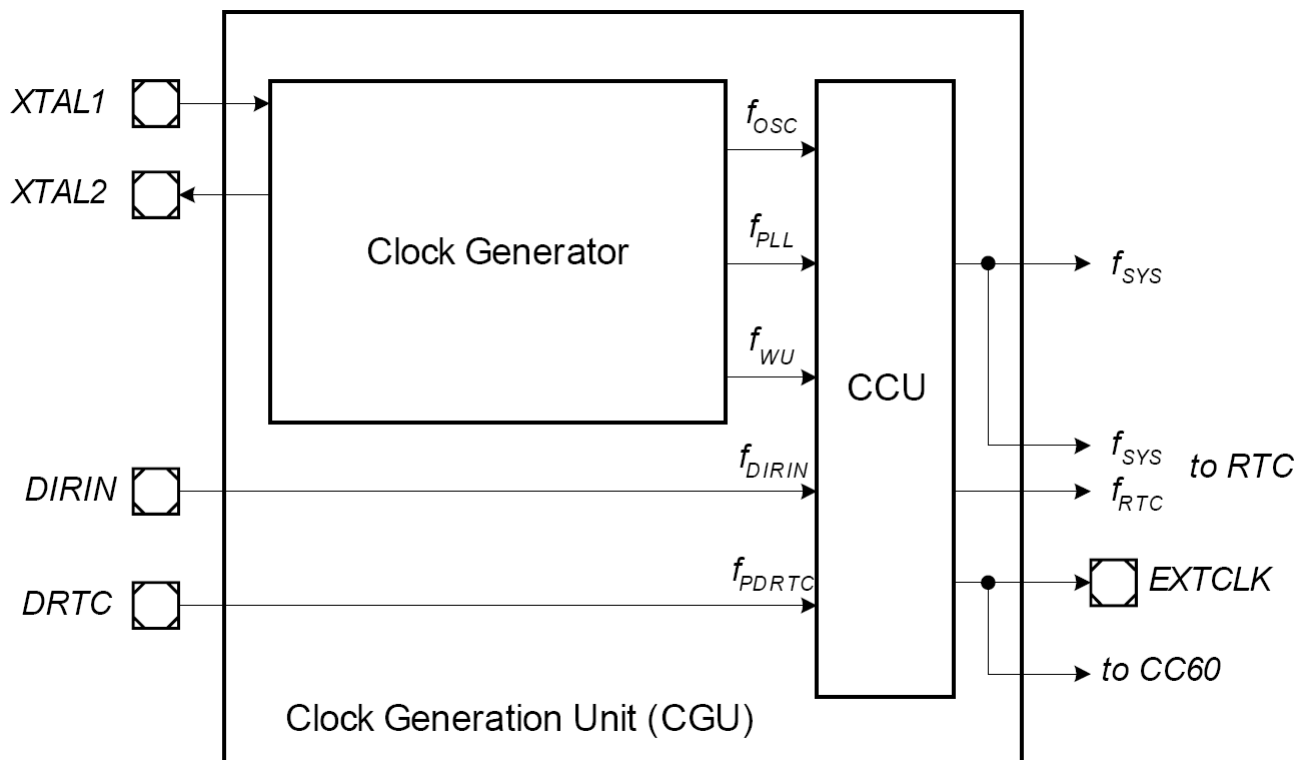 XTAL1
XTAL2
Clock Generator
fOSC
fPLL
fWU
CCU
fSYS
fSYS
to RTC
fRTC
DIRIN
fDIRIN
DRTC
fPDRTC
EXTCLK
to CC60
Clock Generation Unit (CGU)